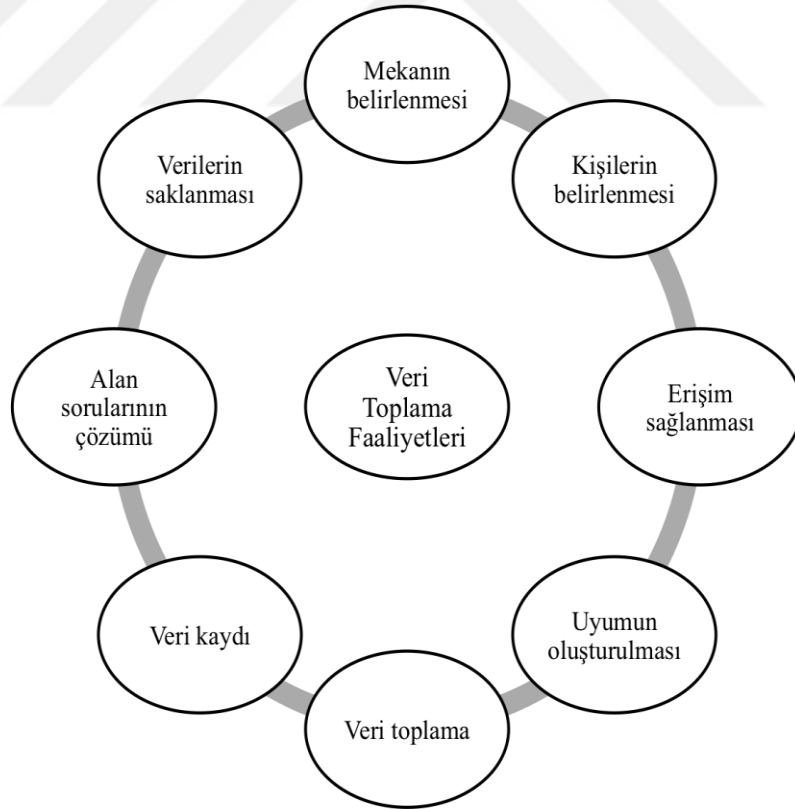 Mekanın
belirlenmesi
Kişilerin
belirlenmesi
Erişim
sağlanması
Uyumun
oluşturulması
Veri toplama
Veri kaydı
Alan
sorularının
çözümü
Verilerin
saklanması
Veri
Toplama
Faaliyetleri